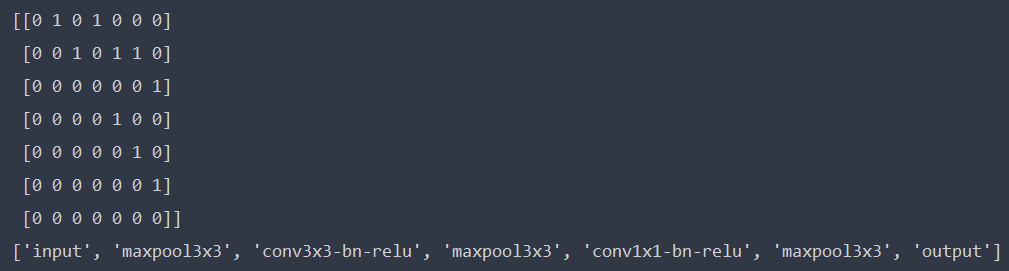 [[0 1 0 1 0 0 0]
[0 0 1 0 1 1 0]
[0 0 0 0 0 0 1]
[0 0 0 0 1 0 0]
[0 0 0 0 0 1 0]
[0 0 0 0 0 0 1]
[0 0 0 0 0 0 0]]
['input', 'maxpool3x3', 'conv3x3-bn-relu', 'maxpool3x3', 'conv1x1-bn-relu', 'maxpool3x3', 'output']